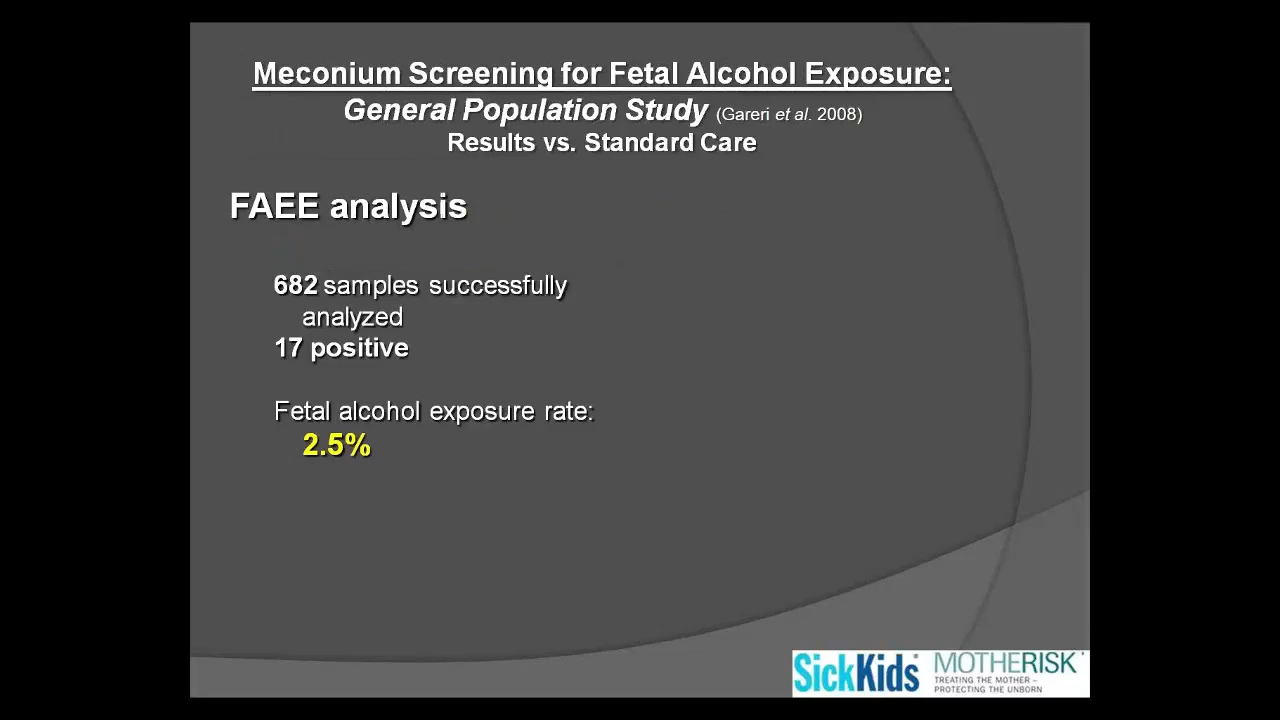 Meconium Screening for Fetal Alcohol Exposure:
General Population Study (Gareri et al. 2008)
Results vs. Standard Care
FAEE analysis
682 samples successfully
analyzed
17 positive
Fetal alcohol exposure rate:
2.5%
SickKids
MOTHERISK
TREATING THE MOTHER –
PROTECTING THE UNBORN